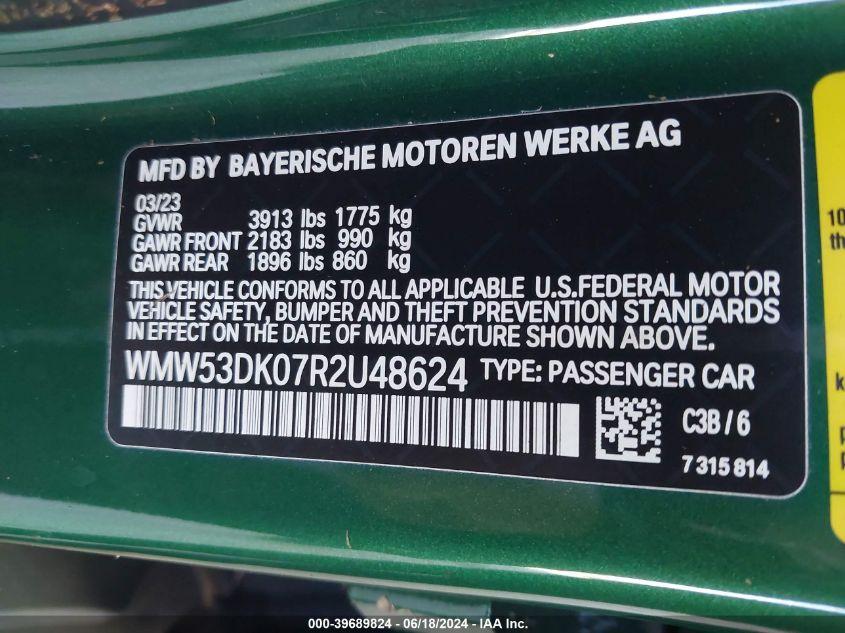 MFD BY BAYERISCHE MOTOREN WERKE AG
03/23
GVWR 3913 lbs 1775 kg
GAWR FRONT 2183 lbs 990 kg
GAWR REAR 1896 lbs 860 kg
THIS VEHICLE CONFORMS TO ALL APPLICABLE U.S.FEDERAL MOTOR
VEHICLE SAFETY, BUMPER AND THEFT PREVENTION STANDARDS
IN EFFECT ON THE DATE OF MANUFACTURE SHOWN ABOVE.
WMW53DK07R2U48624 TYPE: PASSENGER CAR
C3B / 6
7 315 814
10
th
k
000-39689824 - 06/18/2024 - IAA Inc.